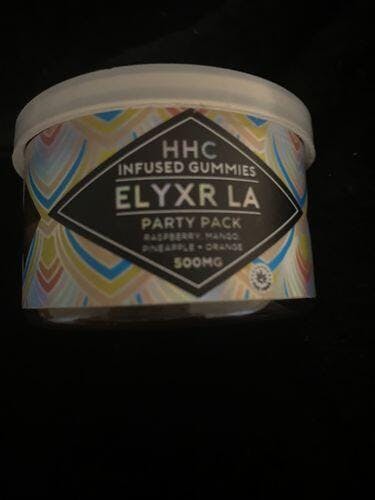 HHC
INFUSED GUMMIES
ELYXR LA
PARTY PACK
RASPBERRY, MANGO,
PINEAPPLE + ORANGE
500MG